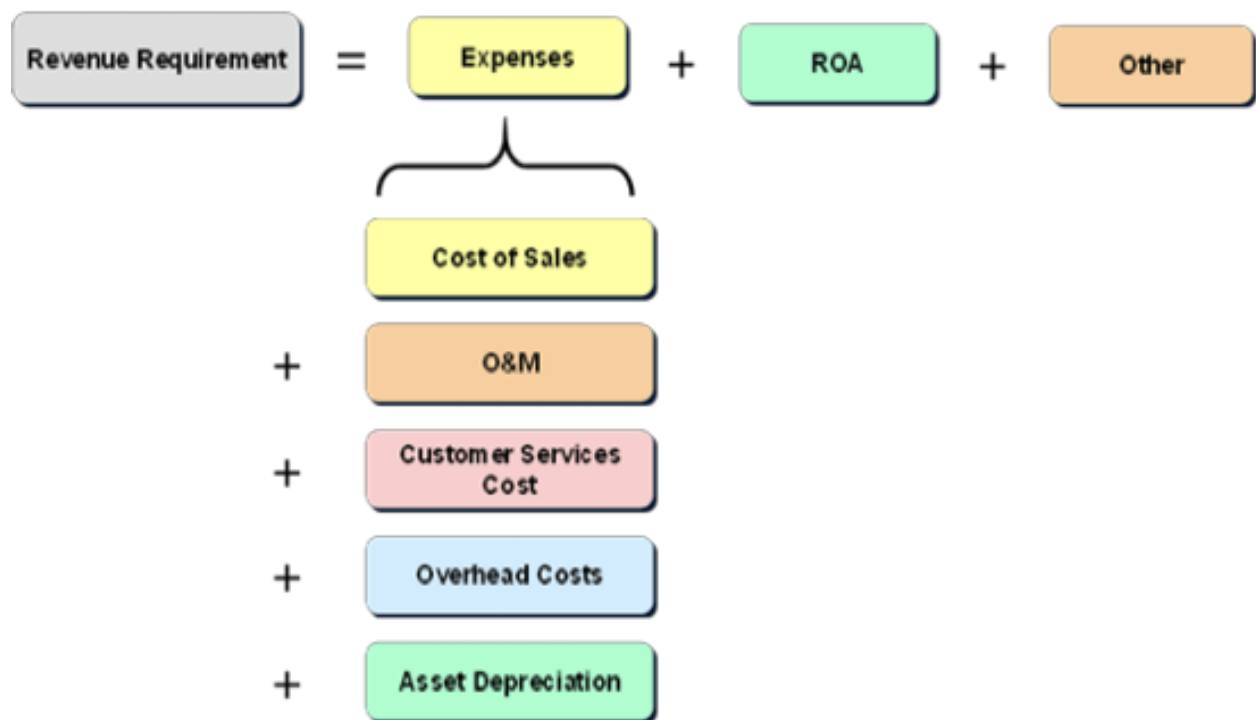 Revenue Requirement = Expenses + ROA + Other
Cost of Sales
+ O&M
+ Customer Services
Cost
+ Overhead Costs
+ Asset Depreciation